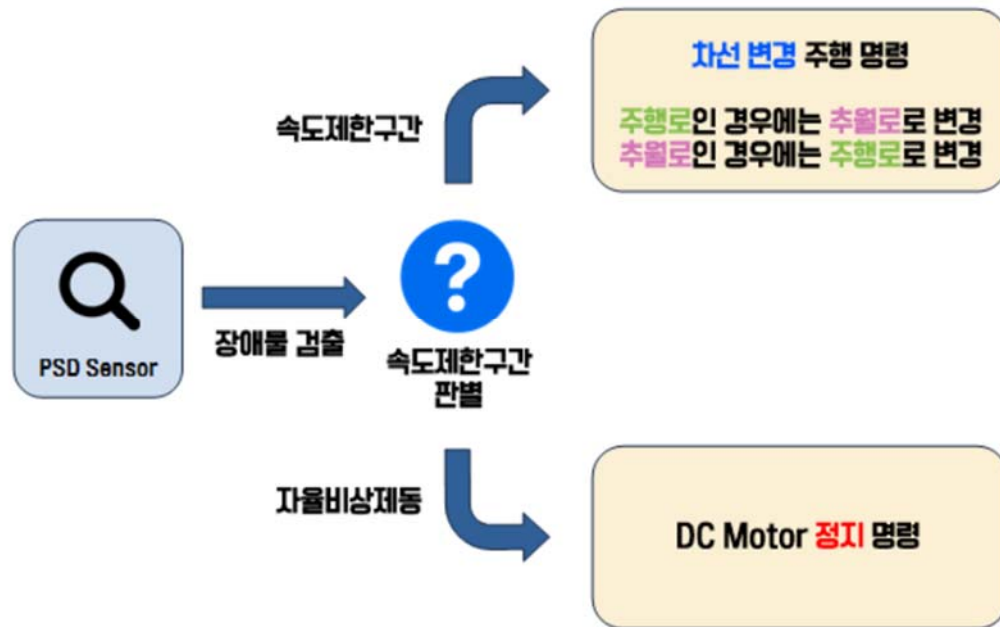 PSD Sensor
장애물 검출
?
속도제한구간
판별
속도제한구간
차선 변경 주행 명령
주행로인 경우에는 추월로로 변경
추월로인 경우에는 주행로로 변경
자율비상제동
DC Motor 정지 명령